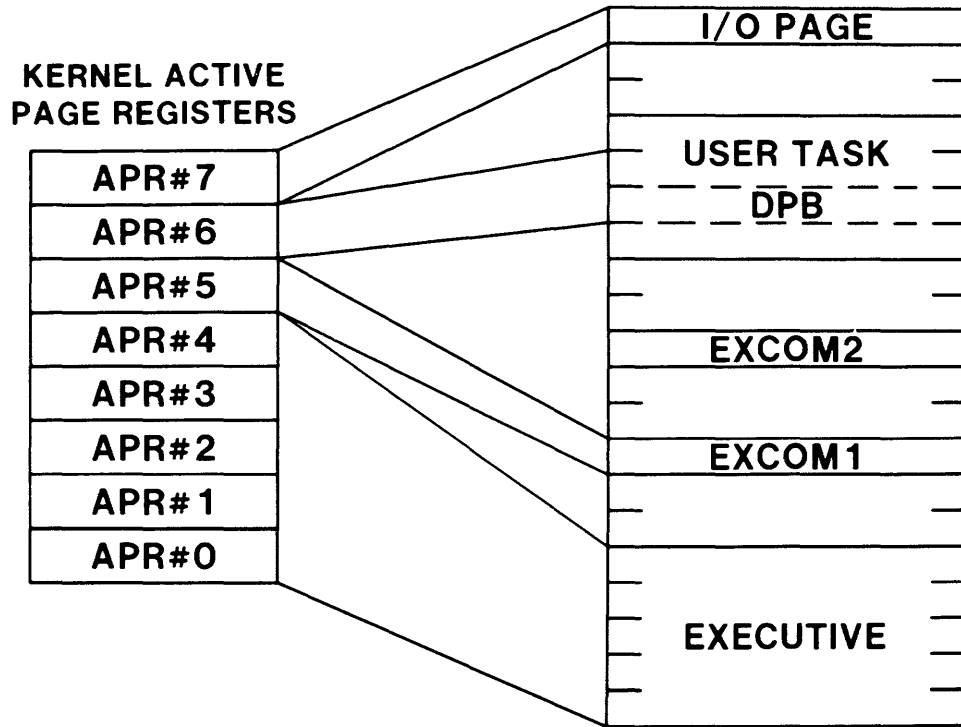 KERNEL ACTIVE
PAGE REGISTERS
APR#7
APR#6
APR#5
APR#4
APR#3
APR#2
APR#1
APR#0
I/O PAGE
USER TASK
DPB
EXCOM2
EXCOM1
EXECUTIVE